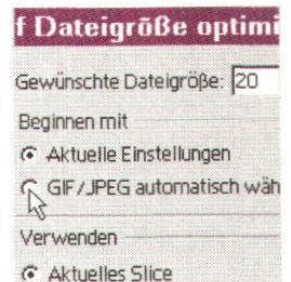 f Dateigröße optimi
Gewünschte Dateigröße: 20
Beginnen mit
Aktuelle Einstellungen
GIF/JPEG automatisch wäh
Verwenden
Aktuelles Slice